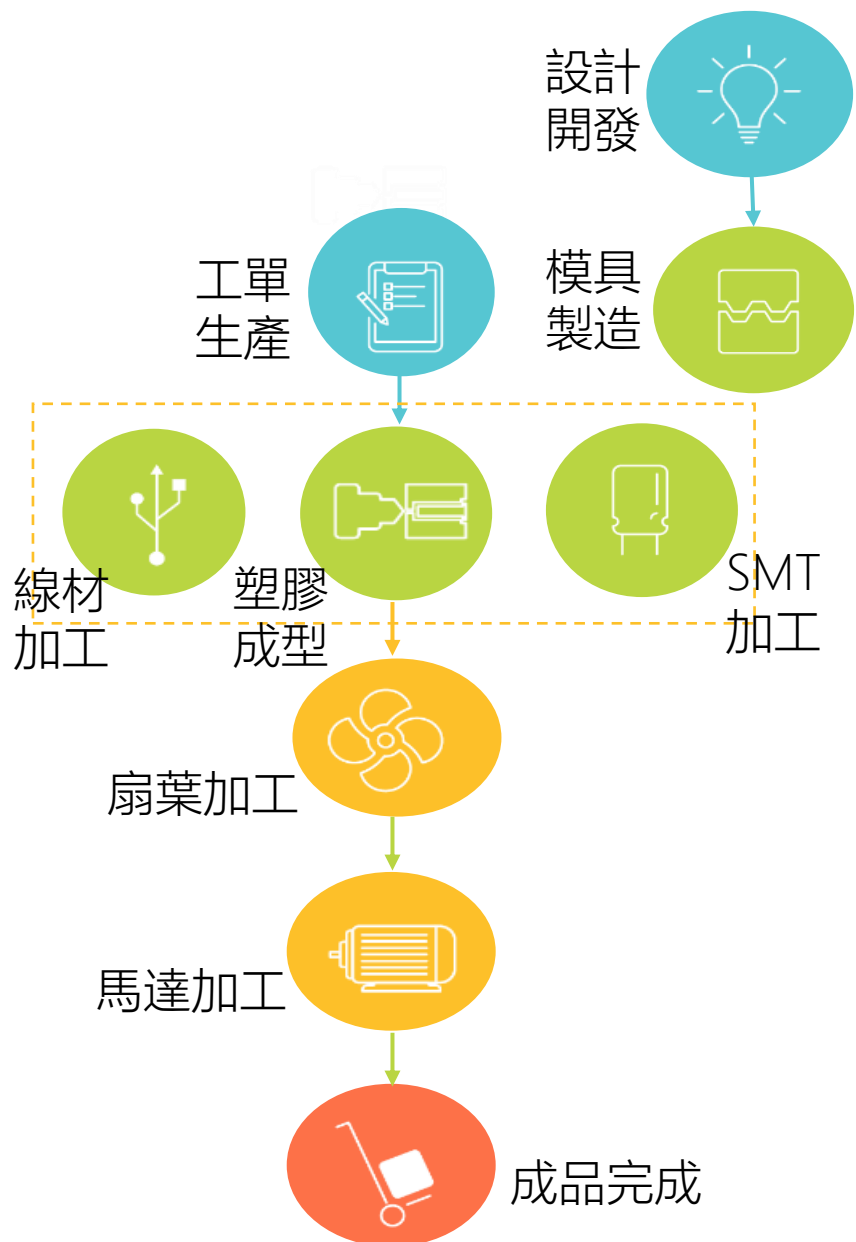 設計
開發
工單
生產
模具
製造
線材
加工
塑膠
成型
SMT
加工
扇葉加工
馬達加工
成品完成